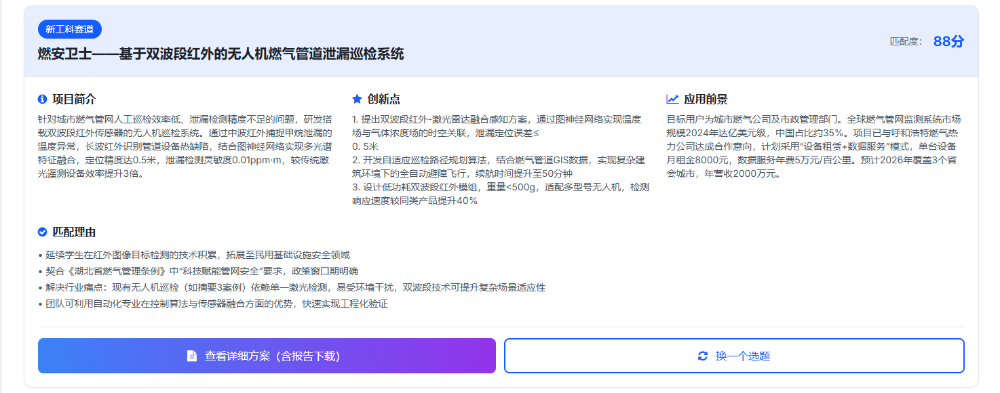 新工科赛道
燃安卫士——基于双波段红外的无人机燃气管道泄漏巡检系统
匹配度： 88分
项目简介
针对城市燃气管网人工巡检效率低、泄漏检测精度不足的问题，研发搭
载双波段红外传感器的无人机巡检系统。通过中波红外捕捉甲烷泄漏的
温度异常，长波红外识别管道设备热缺陷，结合图神经网络实现多光谱
特征融合，定位精度达0.5米，泄漏检测灵敏度0.01ppm·m，较传统激
光遥测设备效率提升3倍。
创新点
1. 提出双波段红外-激光雷达融合感知方案，通过图神经网络实现温度
场与气体浓度场的时空关联，泄漏定位误差≤
0. 5米
2. 开发自适应巡检路径规划算法，结合燃气管道GIS数据，实现复杂建
筑环境下的全自动避障飞行，续航时间提升至50分钟
3. 设计低功耗双波段红外模组，重量<500g，适配多型号无人机，检测
响应速度较同类产品提升40%
应用前景
目标用户为城市燃气公司及市政管理部门。全球燃气管网监测系统市场
规模2024年达亿美元级，中国占比约35%。项目已与呼和浩特燃气热
力公司达成合作意向，计划采用“设备租赁+数据服务”模式，单台设备
月租金8000元，数据服务年费5万元/百公里。预计2026年覆盖3个省
会城市，年营收2000万元。
匹配理由
• 延续学生在红外图像目标检测的技术积累，拓展至民用基础设施安全领域
• 契合《湖北省燃气管理条例》中“科技赋能管网安全”要求，政策窗口期明确
• 解决行业痛点：现有无人机巡检（如摘要3案例）依赖单一激光检测，易受环境干扰，双波段技术可提升复杂场景适应性
• 团队可利用自动化专业在控制算法与传感器融合方面的优势，快速实现工程化验证
查看详细方案（含报告下载）
换一个选题